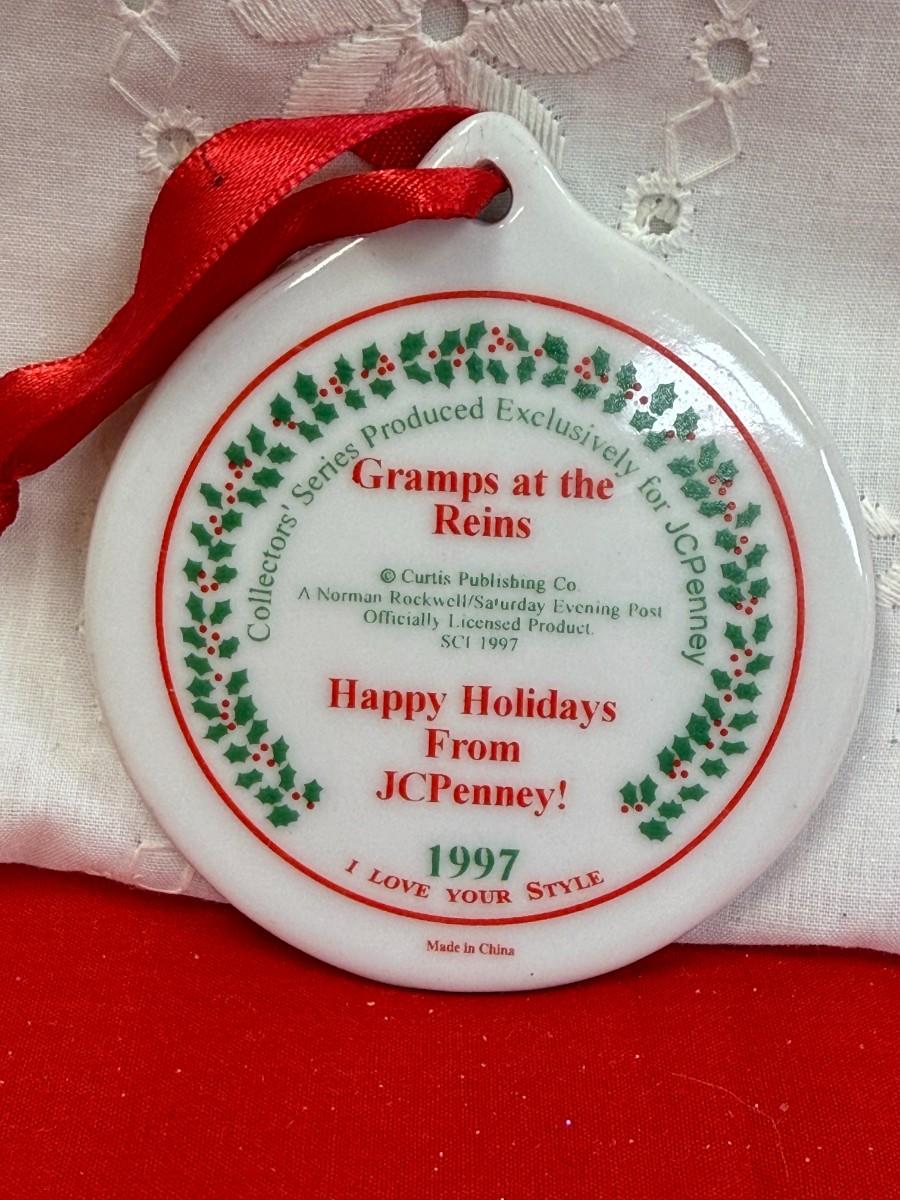 Collectors' Series Produced Exclusively for JCPenney
Gramps at the
Reins
© Curtis Publishing Co.
A Norman Rockwell/Saturday Evening Post
Officially Licensed Product.
SCI 1997
Happy Holidays
From
JCPenney!
1997
I LOVE YOUR STYLE
Made in China